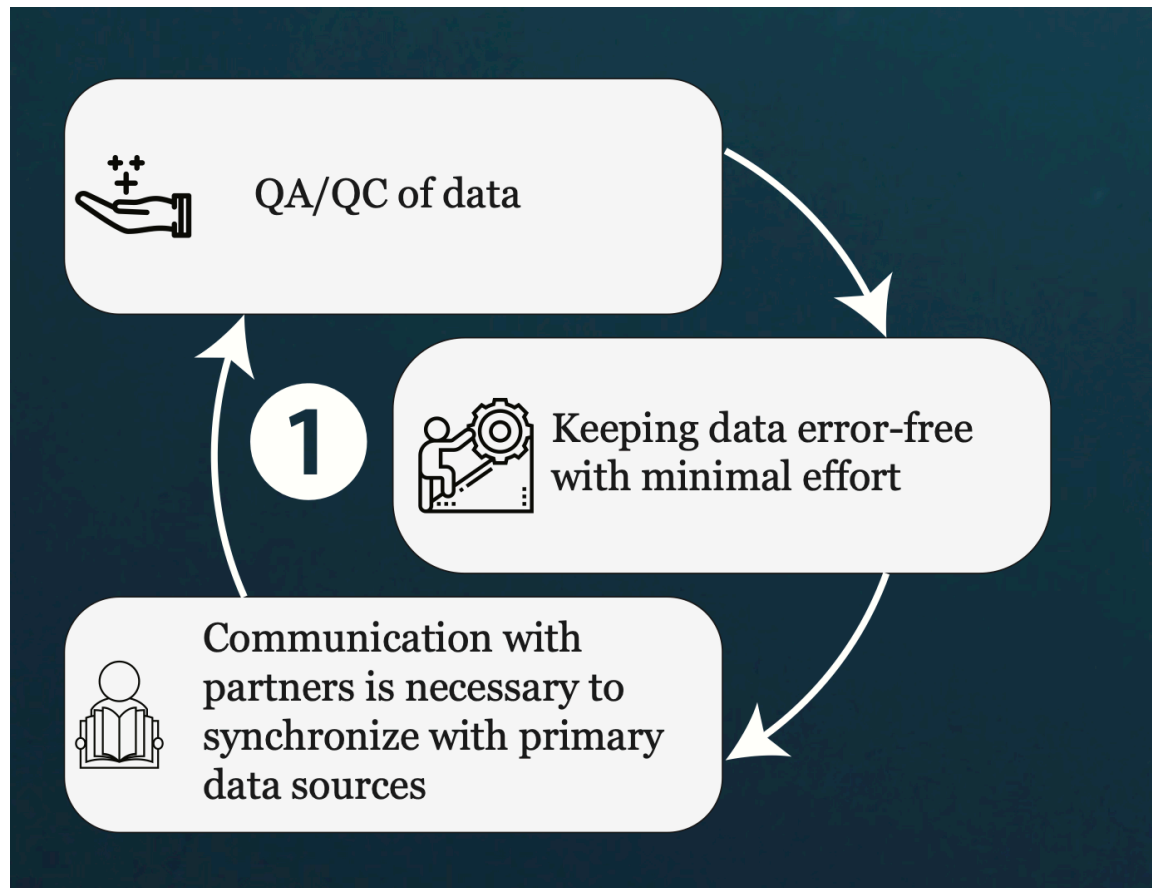 QA/QC of data
1
Keeping data error-free
with minimal effort
Communication with
partners is necessary to
synchronize with primary
data sources